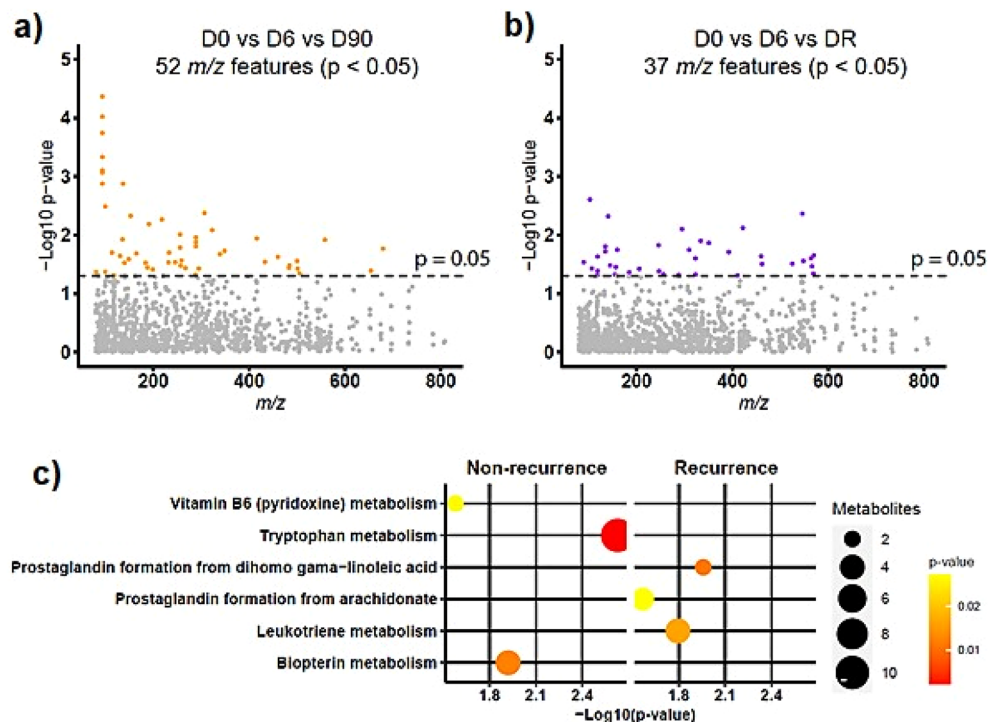 a)
D0 vs D6 vs D90
52 m/z features (p < 0.05)
5
4
3
2
1
0
−Log10 p−value
p = 0.05
200
400
600
800
m/z
b)
D0 vs D6 vs DR
37 m/z features (p < 0.05)
5
4
3
2
1
0
−Log10 p−value
p = 0.05
200
400
600
800
m/z
c)
Non-recurrence
Recurrence
Vitamin B6 (pyridoxine) metabolism
Tryptophan metabolism
Prostaglandin formation from dihomo gama−linoleic acid
Prostaglandin formation from arachidonate
Leukotriene metabolism
Biopterin metabolism
1.8
2.1
2.4
1.8
2.1
2.4
−Log10(p−value)
Metabolites
2
4
6
8
10
p−value
0.02
0.01